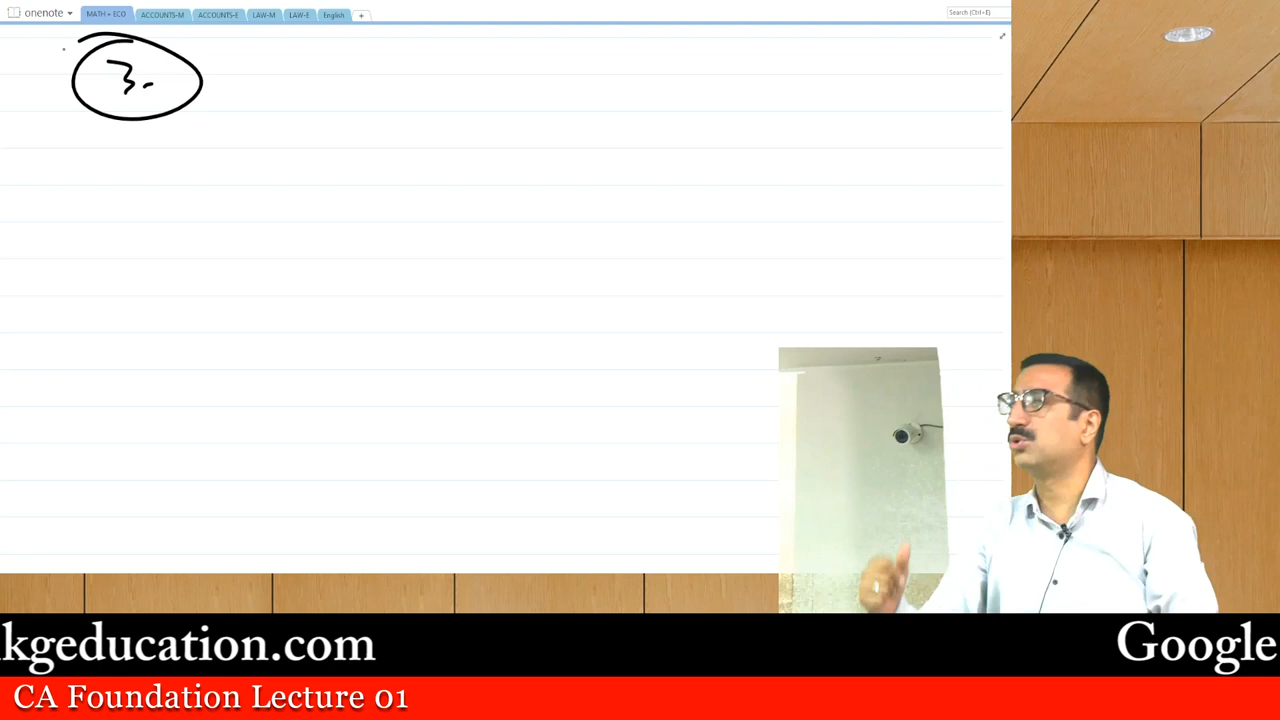 onenote
MATH + ECO
ACCOUNTS-M
ACCOUNTS-E
LAW-M
LAW-E
English
+
Search (Ctrl+E)
3.
kgeducation.com
Google
CA Foundation Lecture 01